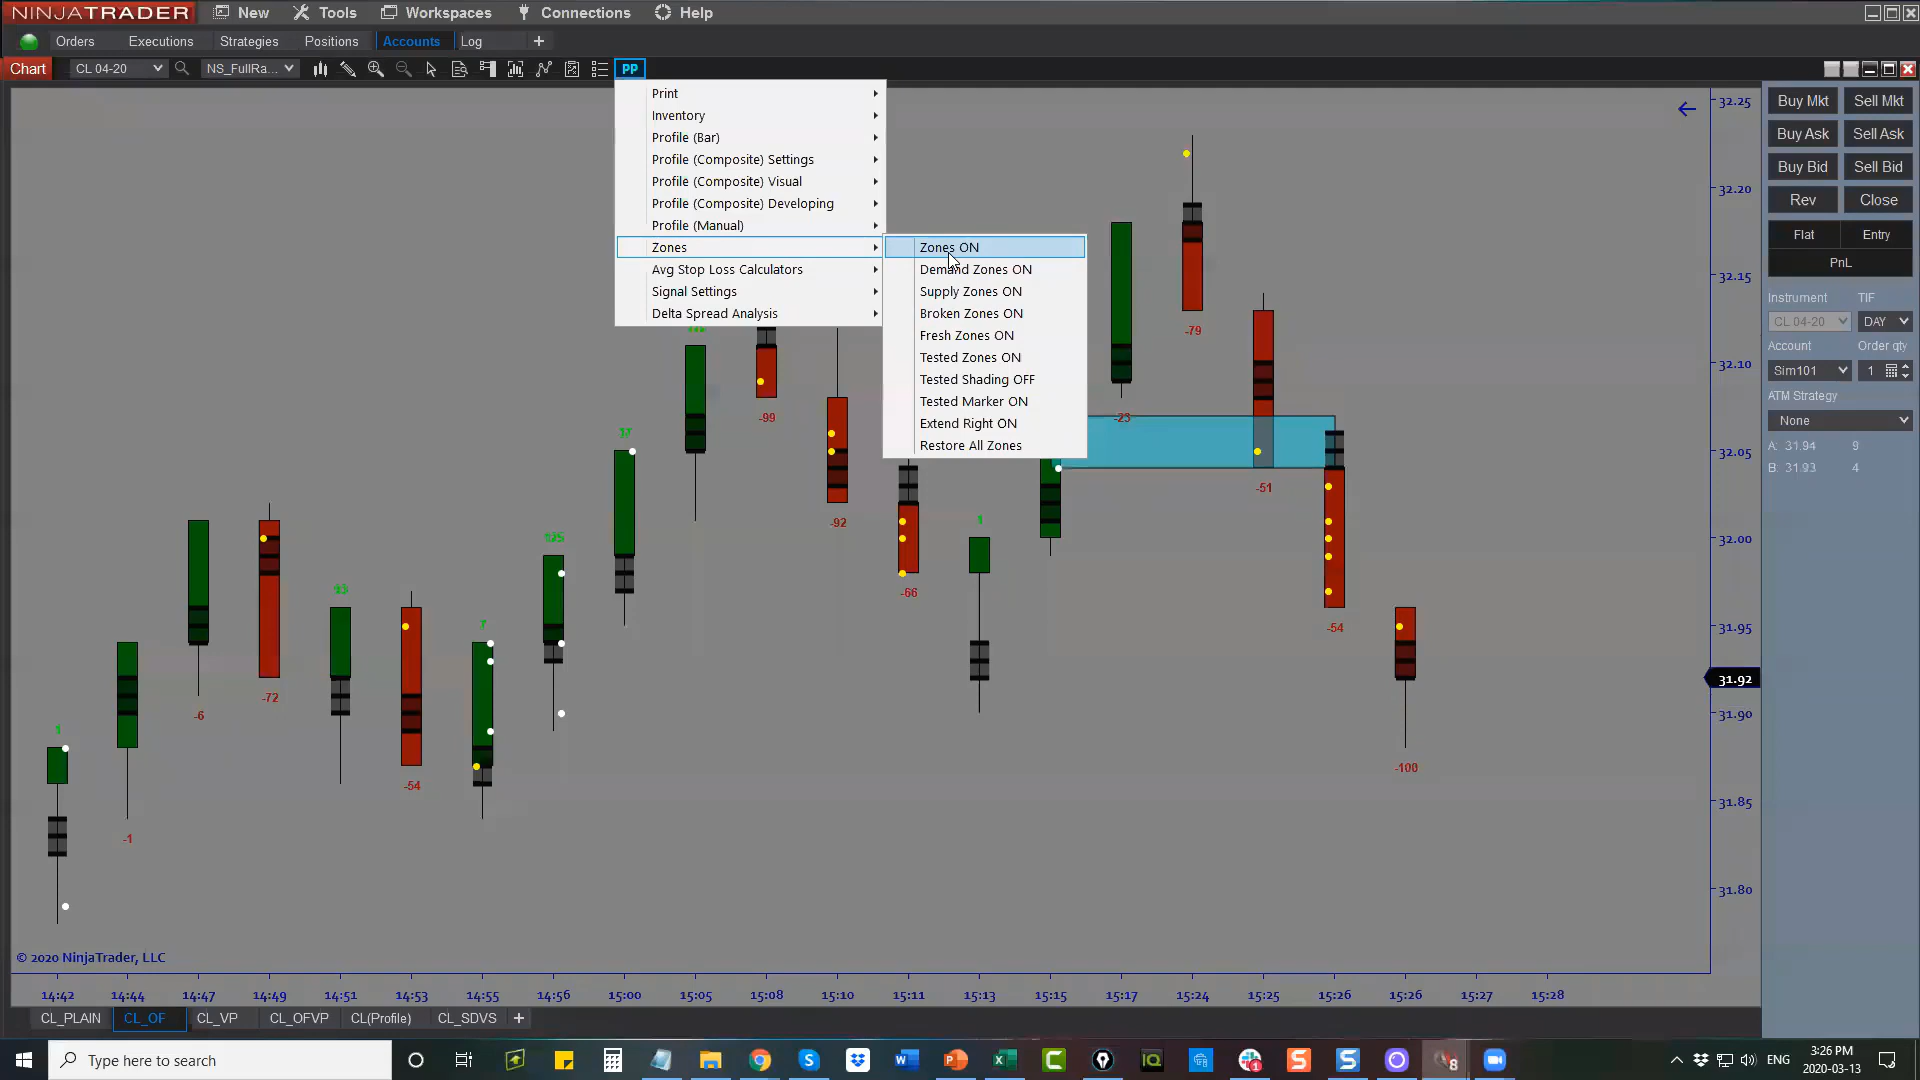 NINJATRADER New Tools Workspaces Connections Help
Orders Executions Strategies Positions Accounts Log +
Chart CL 04-20 NS_FullRa... PP
Print
Inventory
Profile (Bar)
Profile (Composite) Settings
Profile (Composite) Visual
Profile (Composite) Developing
Profile (Manual)
Zones
Avg Stop Loss Calculators
Signal Settings
Delta Spread Analysis
Zones ON
Demand Zones ON
Supply Zones ON
Broken Zones ON
Fresh Zones ON
Tested Zones ON
Tested Shading OFF
Tested Marker ON
Extend Right ON
Restore All Zones
1
-1
-6
-72
-54
7
-99
-92
-66
1
-23
-79
-51
-54
-100
32.25
32.20
32.15
32.10
32.05
32.00
31.95
31.92
31.90
31.85
31.80
Buy Mkt Sell Mkt
Buy Ask Sell Ask
Buy Bid Sell Bid
Rev Close
Flat Entry
PnL
Instrument TIF
CL 04-20 DAY
Account Order qty
Sim101 1
ATM Strategy
None
A: 31.94 9
B: 31.93 4
© 2020 NinjaTrader, LLC
14:42 14:44 14:47 14:49 14:51 14:53 14:55 14:56 15:00 15:05 15:08 15:10 15:11 15:13 15:15 15:17 15:24 15:25 15:26 15:26 15:27 15:28
CL_PLAIN CL_OF CL_VP CL_OFVP CL(Profile) CL_SDVS +
Type here to search
ENG
3:26 PM
2020-03-13